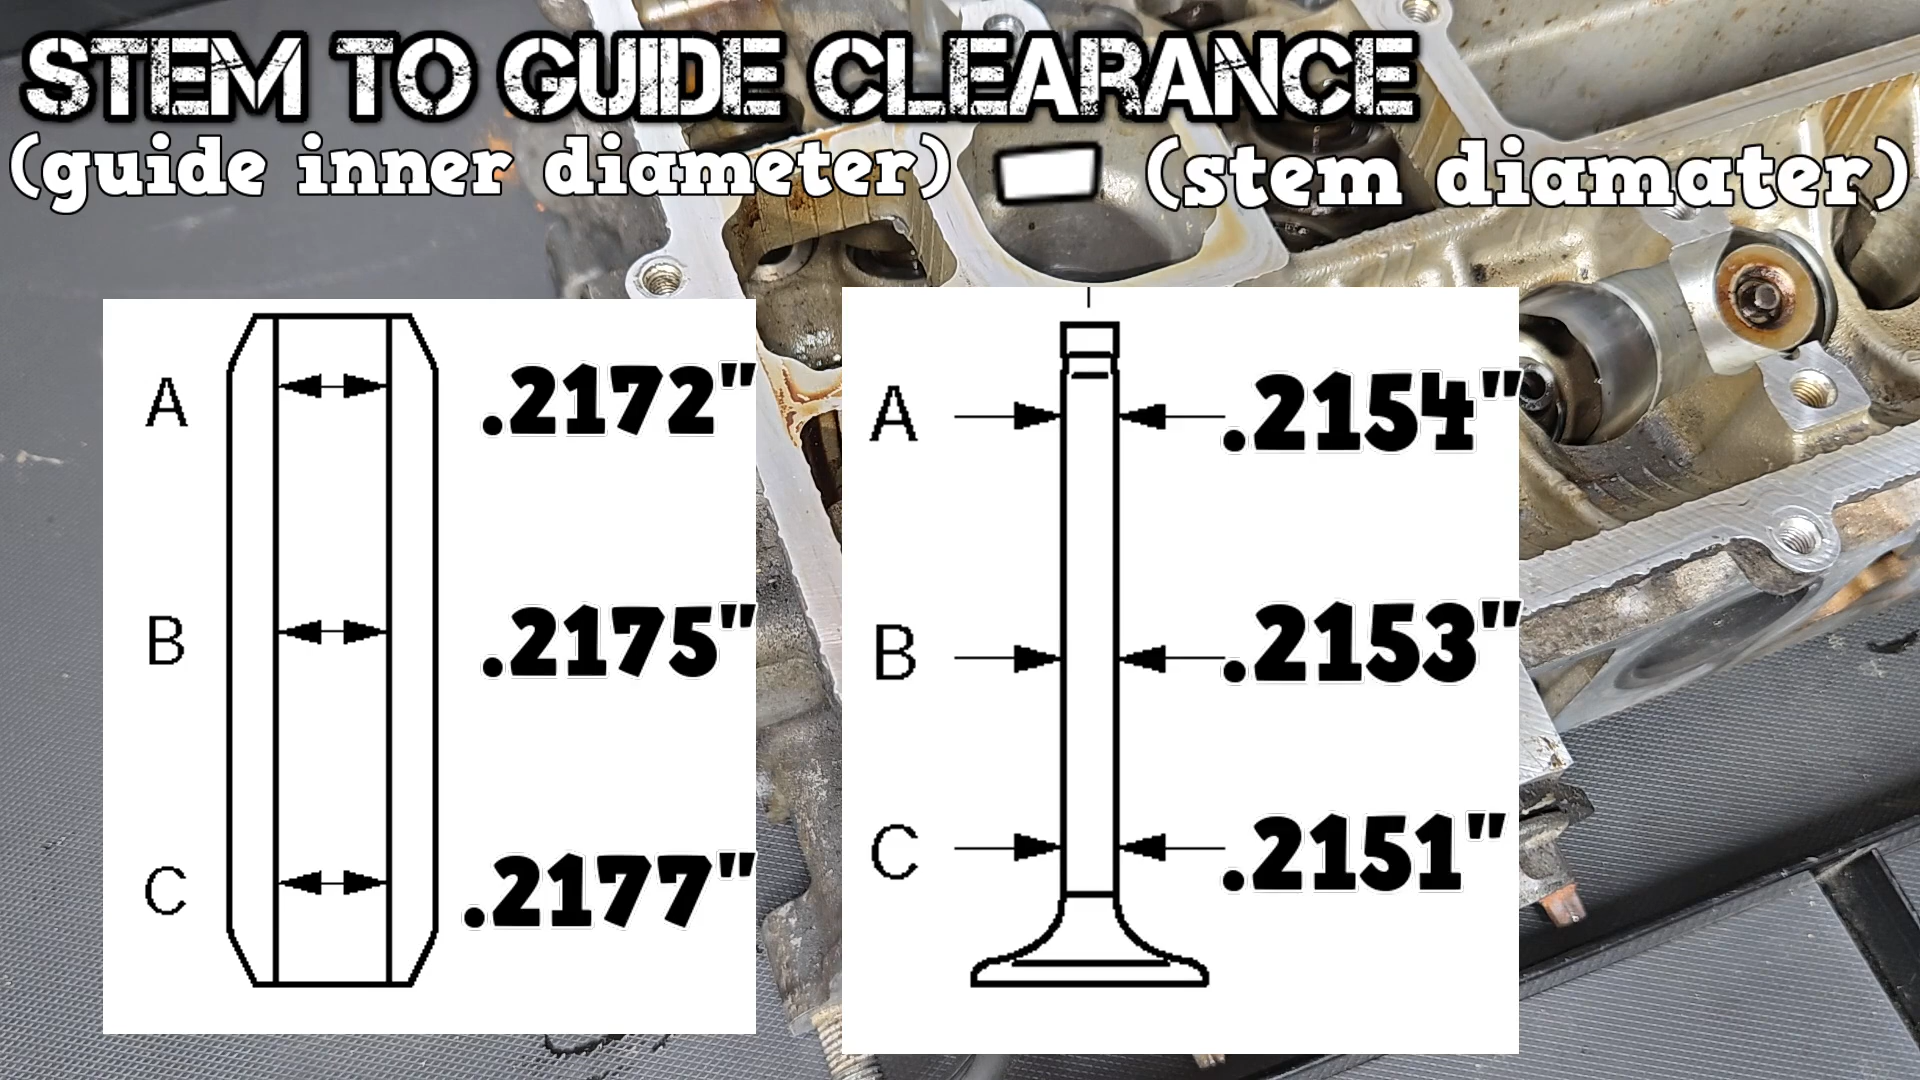 STEM TO GUIDE CLEARANCE
(guide inner diameter) - (stem diamater)
A .2172"
B .2175"
C .2177"
A .2154"
B .2153"
C .2151"